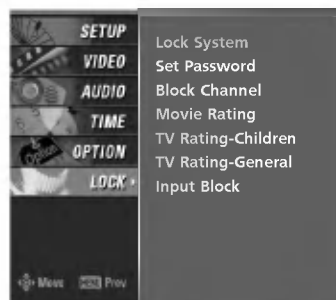 SETUP
VIDEO
AUDIO
TIME
OPTION
LOCK
Move MENU Prev
Lock System
Set Password
Block Channel
Movie Rating
TV Rating-Children
TV Rating-General
Input Block